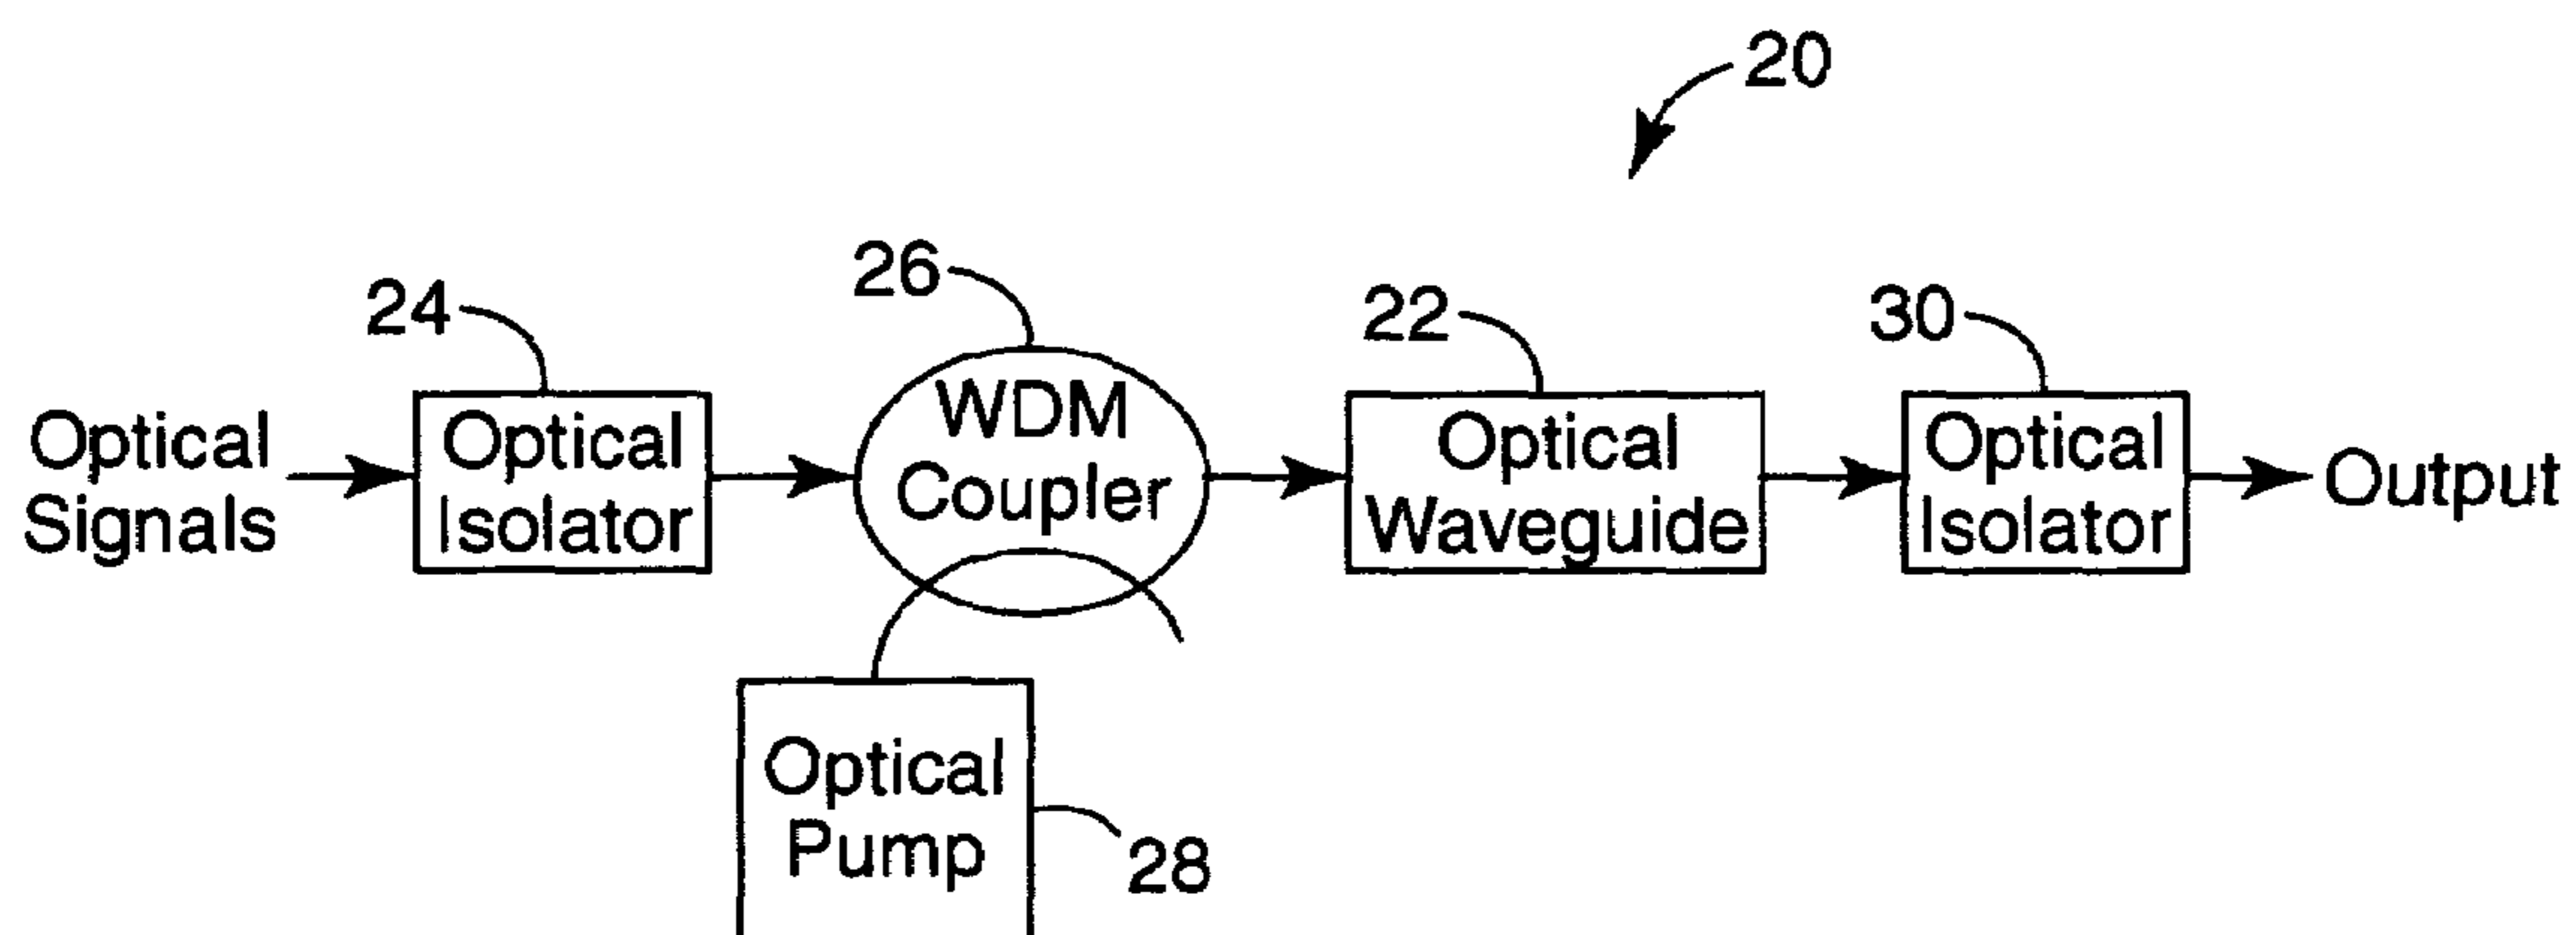 20
26
24
22
30
Optical
Signals
Optical
Isolator
WDM
Coupler
Optical
Waveguide
Optical
Isolator
Output
Optical
Pump
28